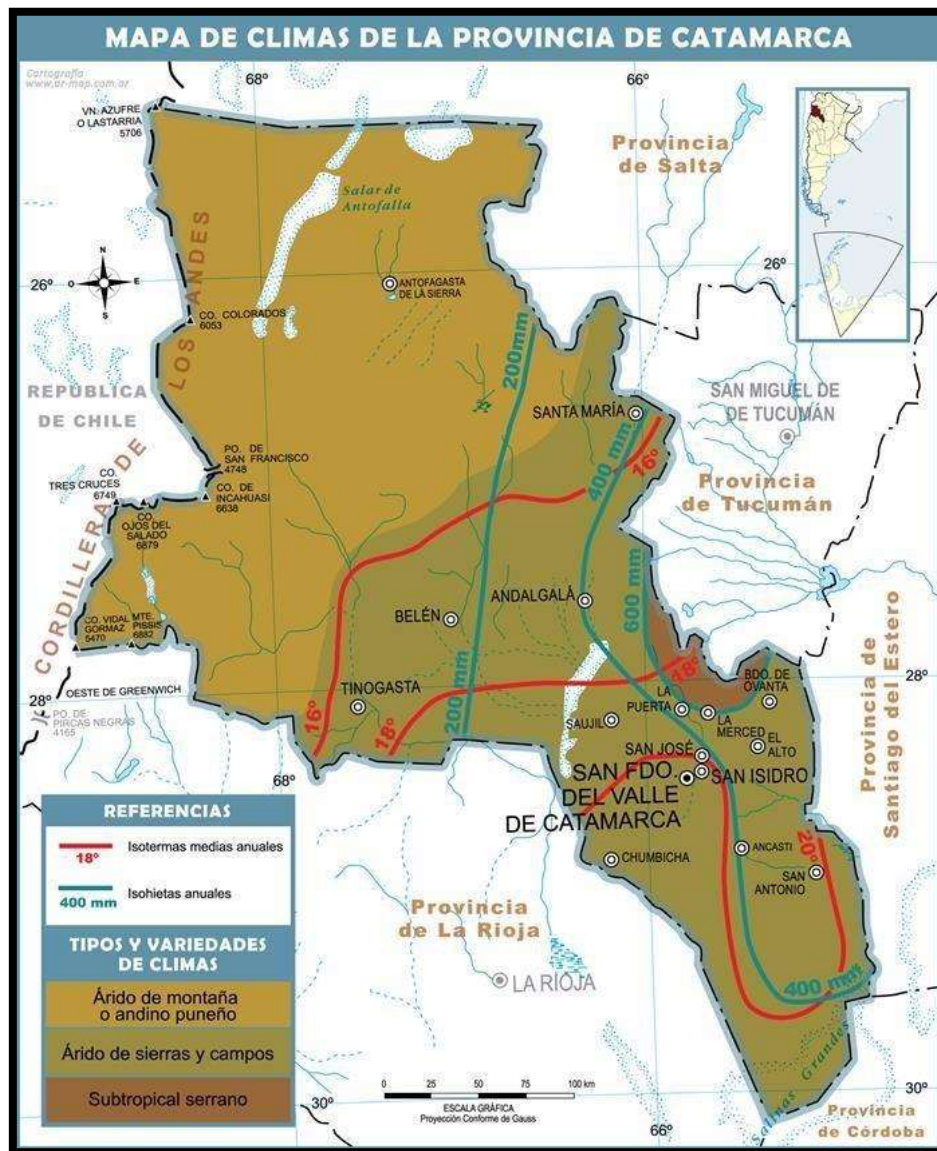 MAPA DE CLIMAS DE LA PROVINCIA DE CATAMARCA
Cartografía
www.ar-map.com.ar
68°
66°
VN. AZUFRE
O LASTARRIA
5706
Provincia
de Salta
Salar de
Antofalla
N
O
E
S
26°
26°
ANTOFAGASTA
DE LA SIERRA
CO. COLORADOS
6053
CORDILLERA DE LOS ANDES
200mm
REPÚBLICA
DE CHILE
SANTA MARÍA
SAN MIGUEL DE
DE TUCUMÁN
400 mm
16°
PO. DE
SAN FRANCISCO
4748
CO.
TRES CRUCES
6749
CO. DE
INCAHUASI
6638
Provincia
de Tucumán
CO.
OJOS DEL
SALADO
6879
ANDALGALÁ
600 mm
BELÉN
CO. VIDAL
GORMAZ
5470
MTE.
PISSIS
6882
28°
28°
OESTE DE GREENWICH
PO. DE
PIRCAS NEGRAS
4165
TINOGASTA
200mm
18°
BDO. DE
OVANTA
LA
PUERTA
16°
18°
SAUJIL
LA
MERCED
EL
ALTO
SAN JOSÉ
68°
SAN FDO.
DEL VALLE
DE CATAMARCA
SAN ISIDRO
Provincia de
Santiago del Estero
CHUMBICHA
ANCASTI
20°
SAN
ANTONIO
Provincia
de La Rioja
LA RIOJA
400 mm
Salinas Grandes
30°
30°
66°
Provincia
de Córdoba
REFERENCIAS
18°
Isotermas medias anuales
400 mm
Isohietas anuales
TIPOS Y VARIEDADES
DE CLIMAS
Árido de montaña
o andino puneño
Árido de sierras y campos
Subtropical serrano
0 25 50 75 100 km
ESCALA GRÁFICA
Proyección Conforme de Gauss